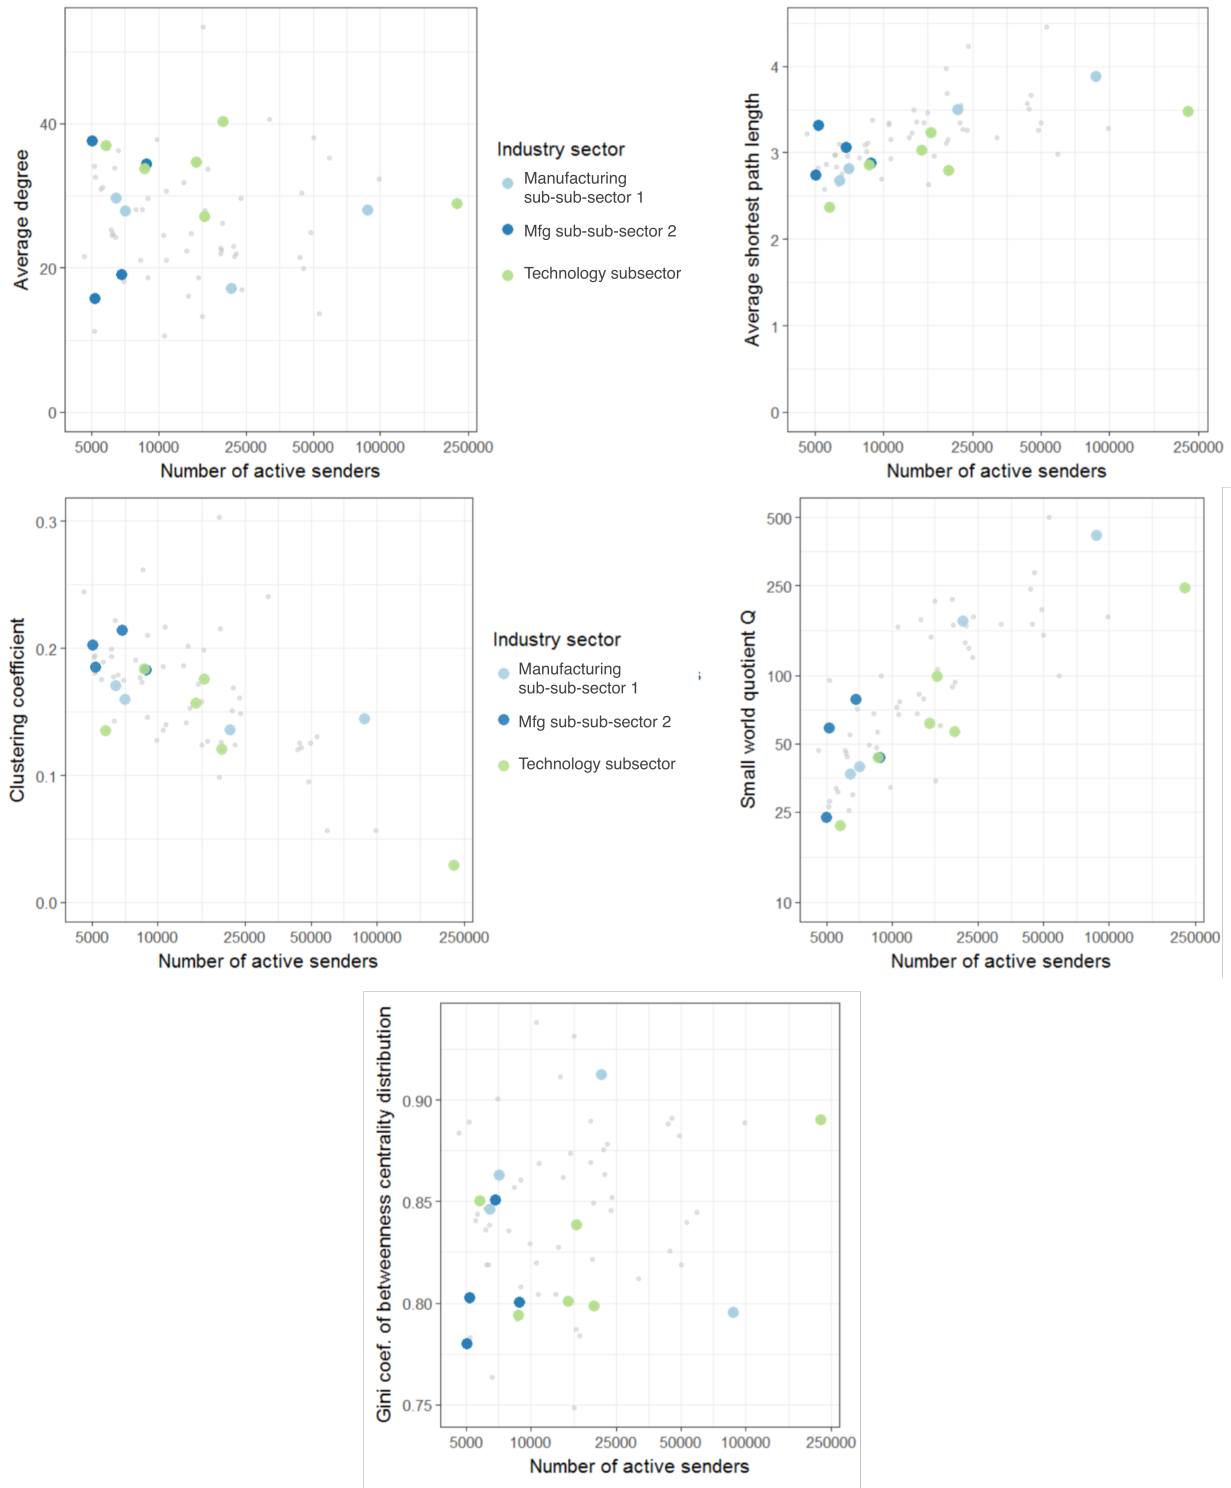 Average degree
40
20
0
5000 10000 25000 50000 100000 250000
Number of active senders
Industry sector
Manufacturing
sub-sub-sector 1
Mfg sub-sub-sector 2
Technology subsector
Average shortest path length
4
3
2
1
0
5000 10000 25000 50000 100000 250000
Number of active senders
Clustering coefficient
0.3
0.2
0.1
0.0
5000 10000 25000 50000 100000 250000
Number of active senders
Industry sector
Manufacturing
sub-sub-sector 1
Mfg sub-sub-sector 2
Technology subsector
s
Small world quotient Q
500
250
100
50
25
10
5000 10000 25000 50000 100000 250000
Number of active senders
Gini coef. of betweenness centrality distribution
0.90
0.85
0.80
0.75
5000 10000 25000 50000 100000 250000
Number of active senders